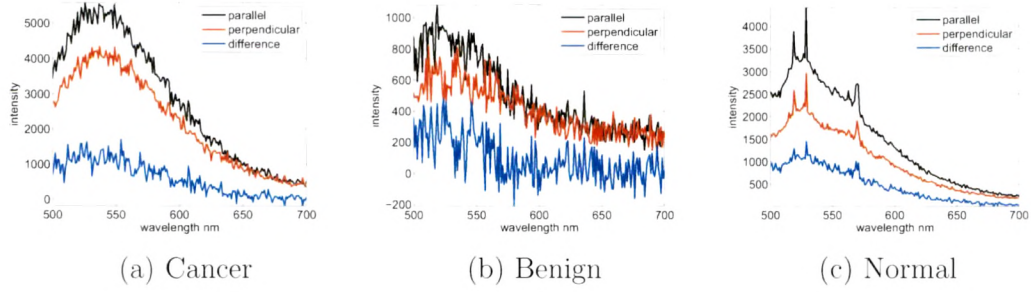 5000
4000
3000
2000
1000
0
intensity
500 550 600 650 700
wavelength nm
parallel
perpendicular
difference
(a) Cancer
1000
800
600
400
200
0
−200
intensity
500 550 600 650 700
wavelength nm
parallel
perpendicular
difference
(b) Benign
4000
3500
3000
2500
2000
1500
1000
500
intensity
500 550 600 650 700
wavelength nm
parallel
perpendicular
difference
(c) Normal